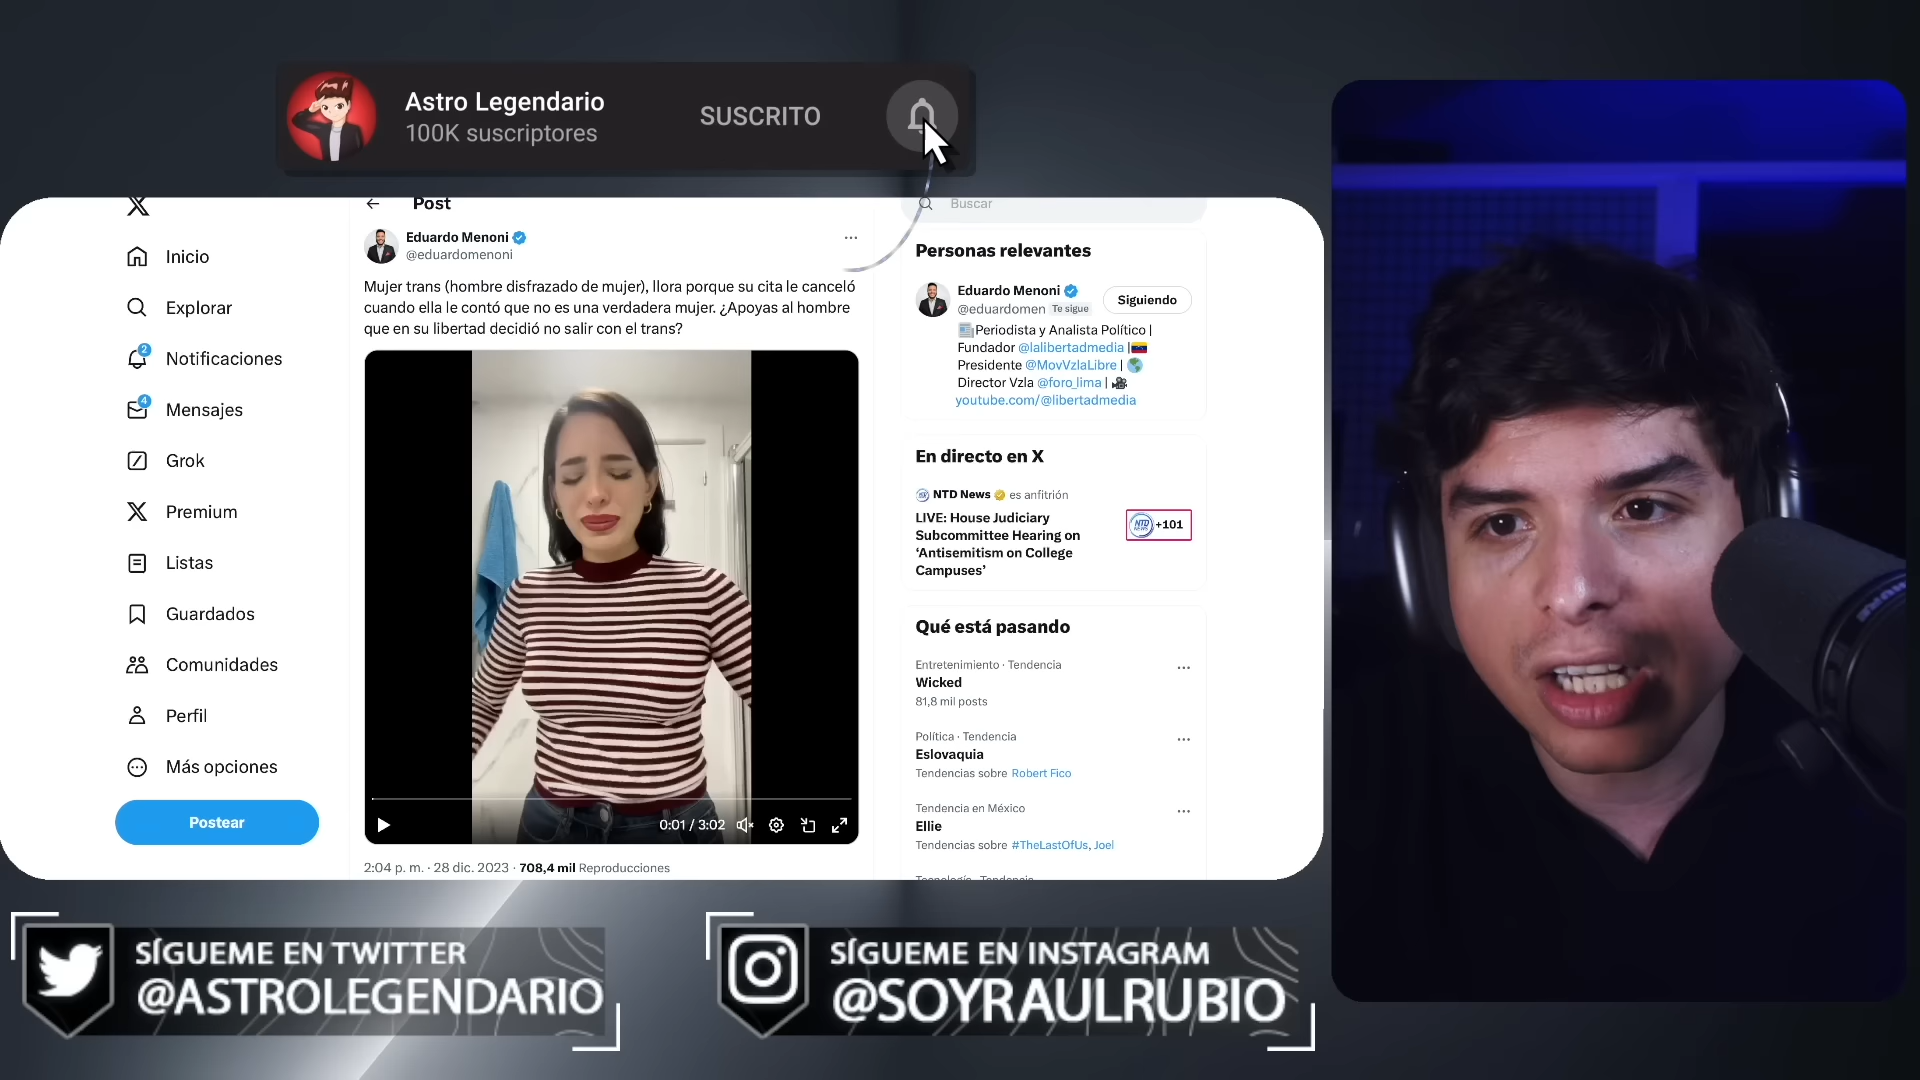 Astro Legendario
100K suscriptores
SUSCRITO
Post
Buscar
Inicio
Explorar
2
Notificaciones
4
Mensajes
Grok
Premium
Listas
Guardados
Comunidades
Perfil
Más opciones
Postear
Eduardo Menoni
@eduardomenoni
Mujer trans (hombre disfrazado de mujer), llora porque su cita le canceló
cuando ella le contó que no es una verdadera mujer. ¿Apoyas al hombre
que en su libertad decidió no salir con el trans?
0:01 / 3:02
2:04 p. m. · 28 dic. 2023 · 708,4 mil Reproducciones
Personas relevantes
Eduardo Menoni
@eduardomen Te sigue
Siguiendo
Periodista y Analista Político |
Fundador @lalibertadmedia |
Presidente @MovVzlaLibre |
Director Vzla @foro_lima |
youtube.com/@libertadmedia
En directo en X
NTD News es anfitrión
LIVE: House Judiciary
Subcommittee Hearing on
‘Antisemitism on College
Campuses’
NTD
NEWS
+101
Qué está pasando
Entretenimiento · Tendencia
Wicked
81,8 mil posts
Política · Tendencia
Eslovaquia
Tendencias sobre Robert Fico
Tendencia en México
Ellie
Tendencias sobre #TheLastOfUs, Joel
Tecnología · Tendencia
SÍGUEME EN TWITTER
@ASTROLEGENDARIO
SÍGUEME EN INSTAGRAM
@SOYRAULRUBIO